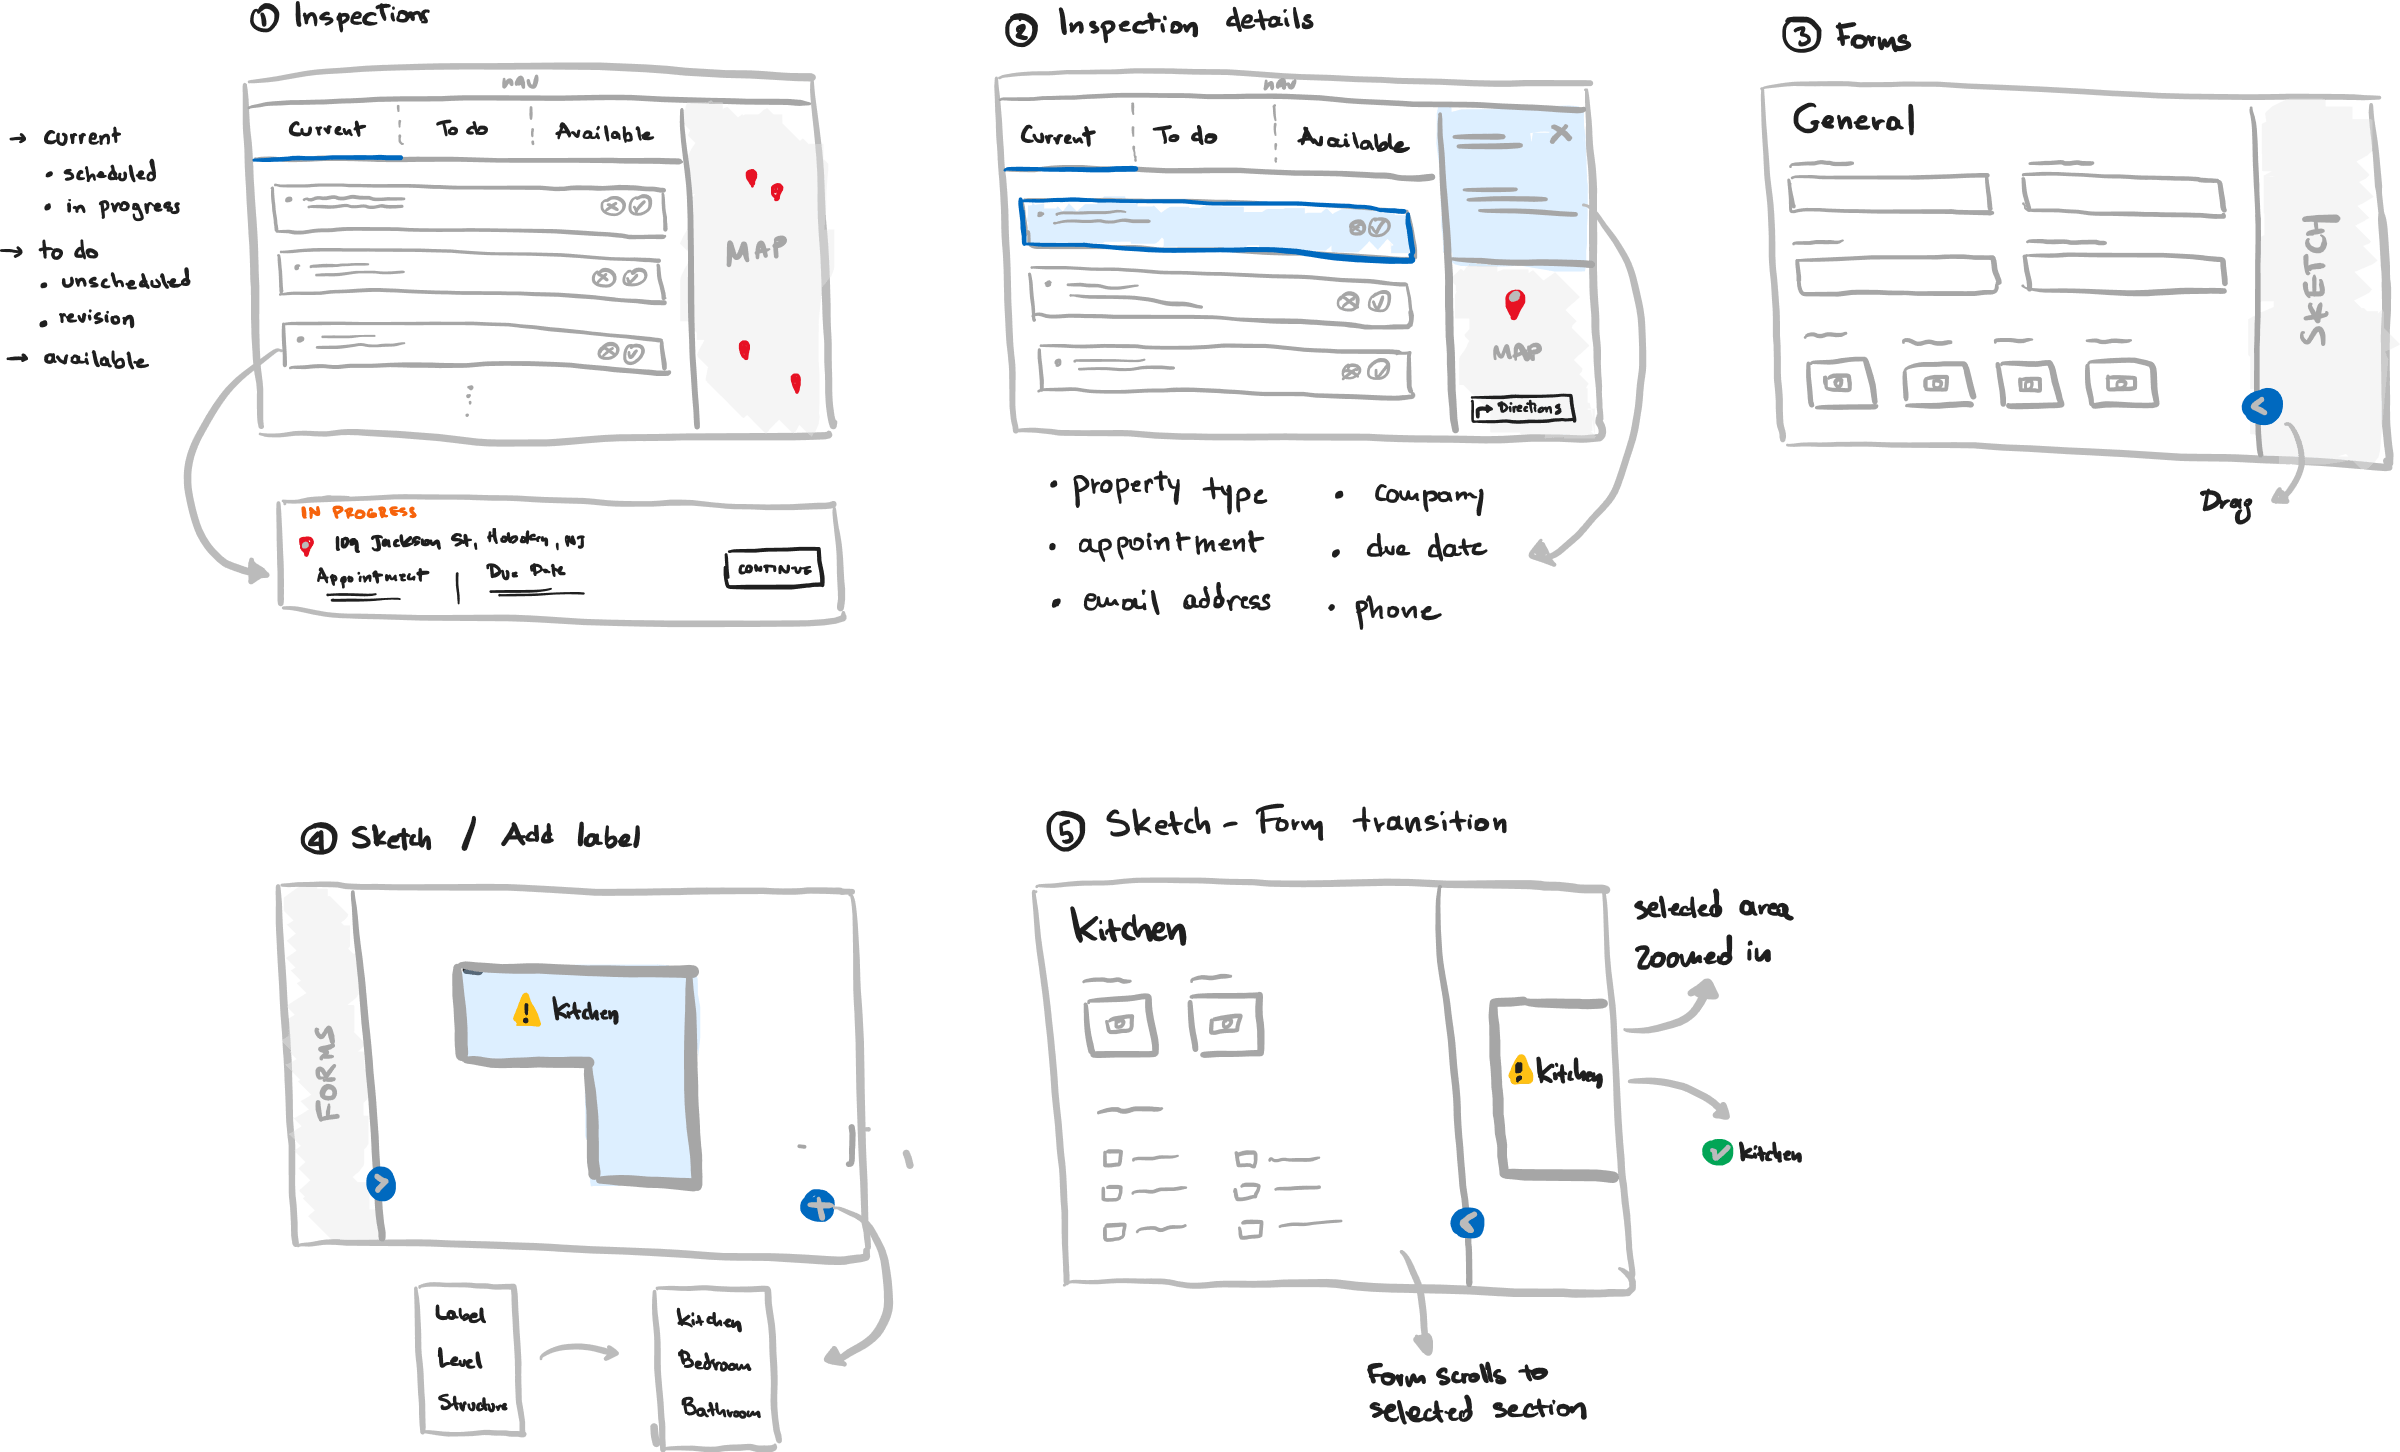 ① Inspections
nav
Current To do Available
MAP
→ current
• scheduled
• in progress
→ to do
• unscheduled
• revision
→ available
IN PROGRESS
109 Jackson St, Hoboken, NJ
Appointment | Due Date
CONTINUE
② Inspection details
nav
Current To do Available
MAP
Directions
• property type
• appointment
• email address
• company
• due date
• phone
③ Forms
General
SKETCH
Drag
④ Sketch / Add label
FORMS
Kitchen
Label
Level
Structure
Kitchen
Bedroom
Bathroom
⑤ Sketch - Form transition
Kitchen
Kitchen
selected area
zoomed in
Kitchen
Form scrolls to
selected section